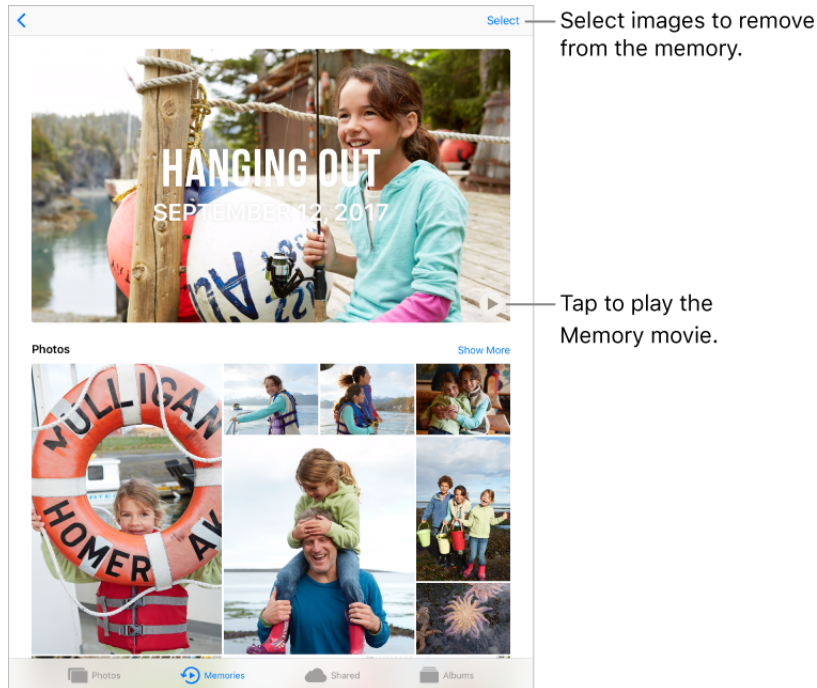 Select
Select images to remove
from the memory.
HANGING OUT
SEPTEMBER 12, 2017
Tap to play the
Memory movie.
Photos
Show More
MULLIGAN
HOMER AK
Photos
Memories
Shared
Albums